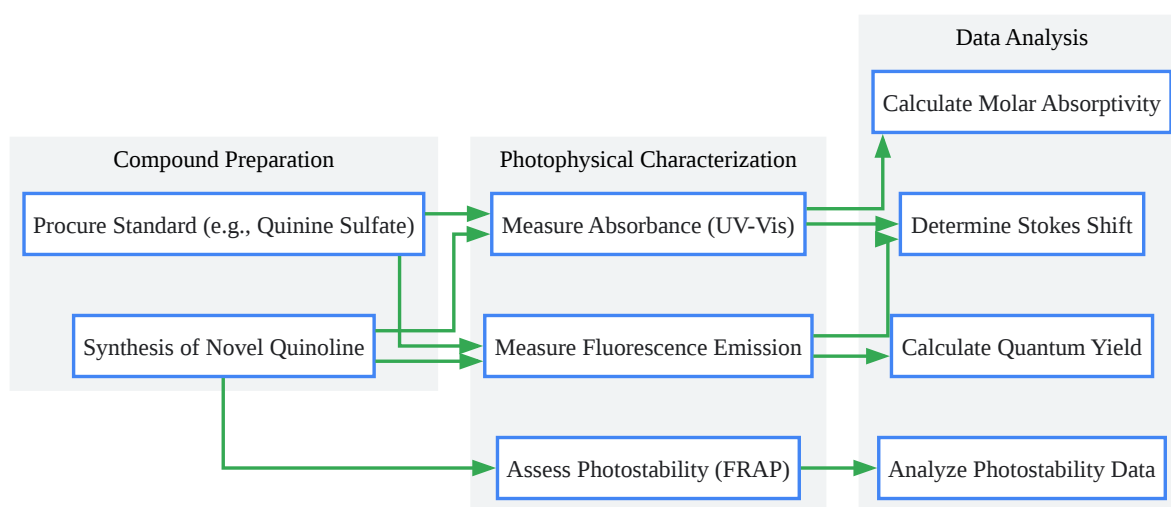 Compound Preparation
Procure Standard (e.g., Quinine Sulfate)
Synthesis of Novel Quinoline
Photophysical Characterization
Measure Absorbance (UV-Vis)
Measure Fluorescence Emission
Assess Photostability (FRAP)
Data Analysis
Calculate Molar Absorptivity
Determine Stokes Shift
Calculate Quantum Yield
Analyze Photostability Data